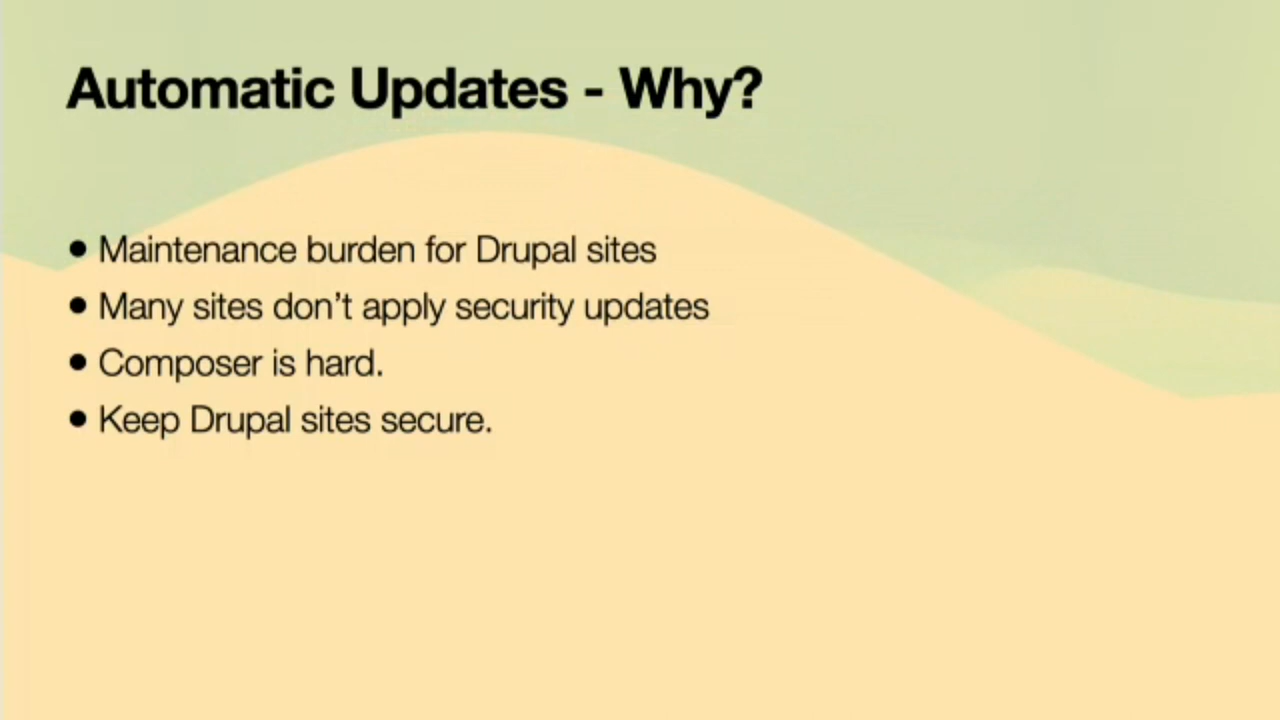 Automatic Updates - Why?
● Maintenance burden for Drupal sites
● Many sites don’t apply security updates
● Composer is hard.
● Keep Drupal sites secure.